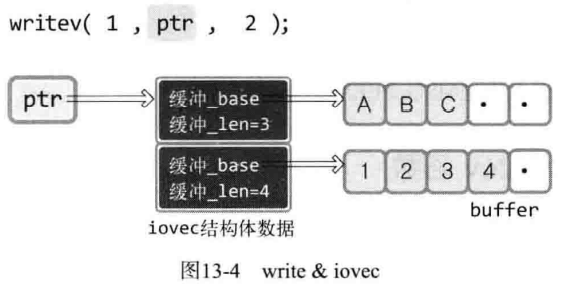 writev( 1 , ptr , 2 );
ptr
缓冲_base
缓冲_len=3
A B C · ·
缓冲_base
缓冲_len=4
1 2 3 4 ·
buffer
iovec结构体数据
图13-4 write & iovec